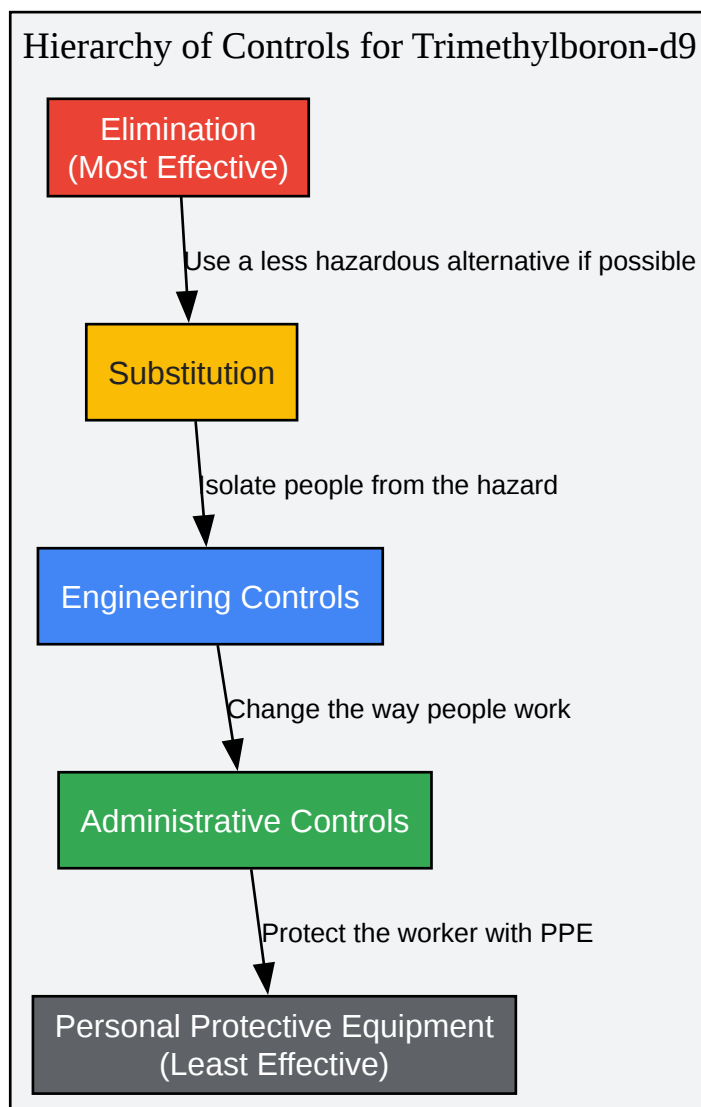 Hierarchy of Controls for Trimethylboron-d9
Elimination
(Most Effective)
Use a less hazardous alternative if possible
Substitution
Isolate people from the hazard
Engineering Controls
Change the way people work
Administrative Controls
Protect the worker with PPE
Personal Protective Equipment
(Least Effective)